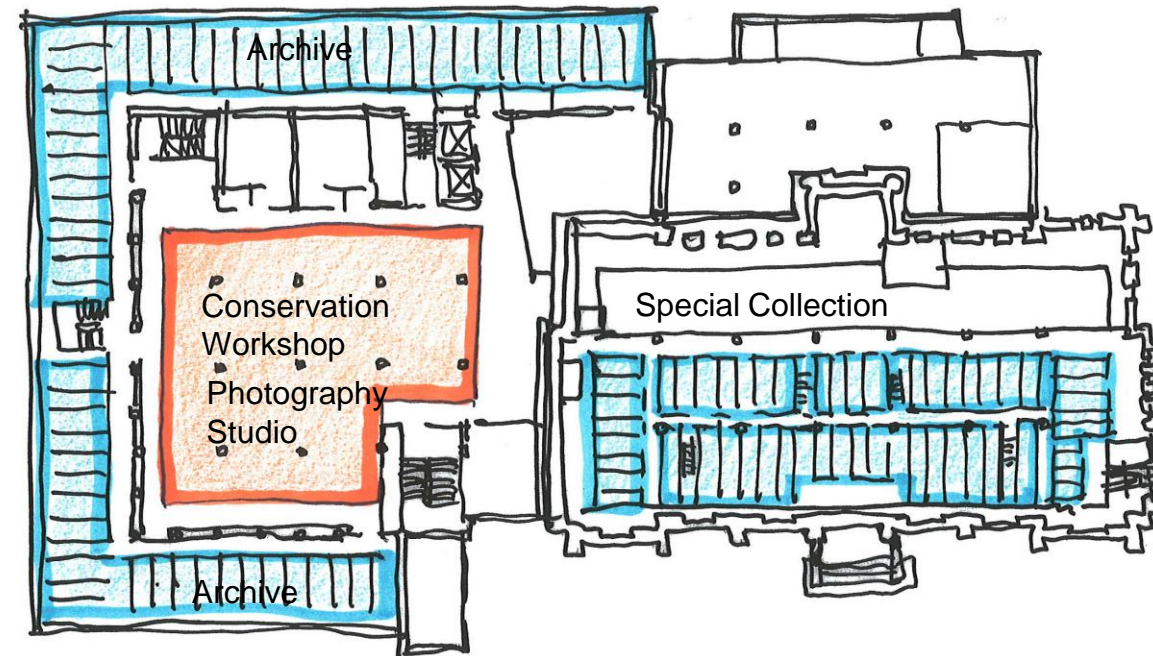 Archive
Conservation
Workshop
Photography
Studio
Special Collection
Archive